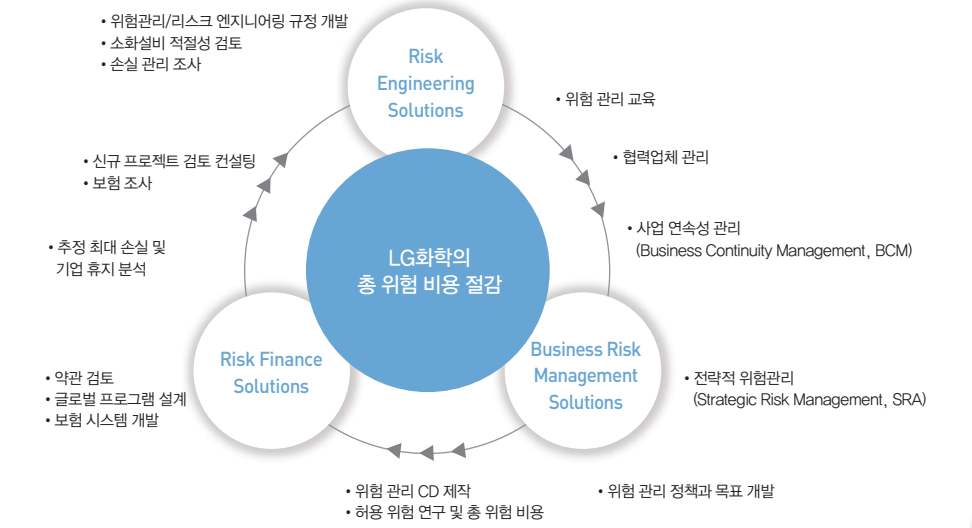 • 위험관리/리스크 엔지니어링 규정 개발
• 소화설비 적절성 검토
• 손실 관리 조사
Risk
Engineering
Solutions
• 위험 관리 교육
• 협력업체 관리
• 사업 연속성 관리
(Business Continuity Management, BCM)
• 신규 프로젝트 검토 컨설팅
• 보험 조사
• 추정 최대 손실 및
기업 휴지 분석
LG화학의
총 위험 비용 절감
Risk Finance
Solutions
Business Risk
Management
Solutions
• 약관 검토
• 글로벌 프로그램 설계
• 보험 시스템 개발
• 전략적 위험관리
(Strategic Risk Management, SRA)
• 위험 관리 CD 제작
• 허용 위험 연구 및 총 위험 비용
• 위험 관리 정책과 목표 개발